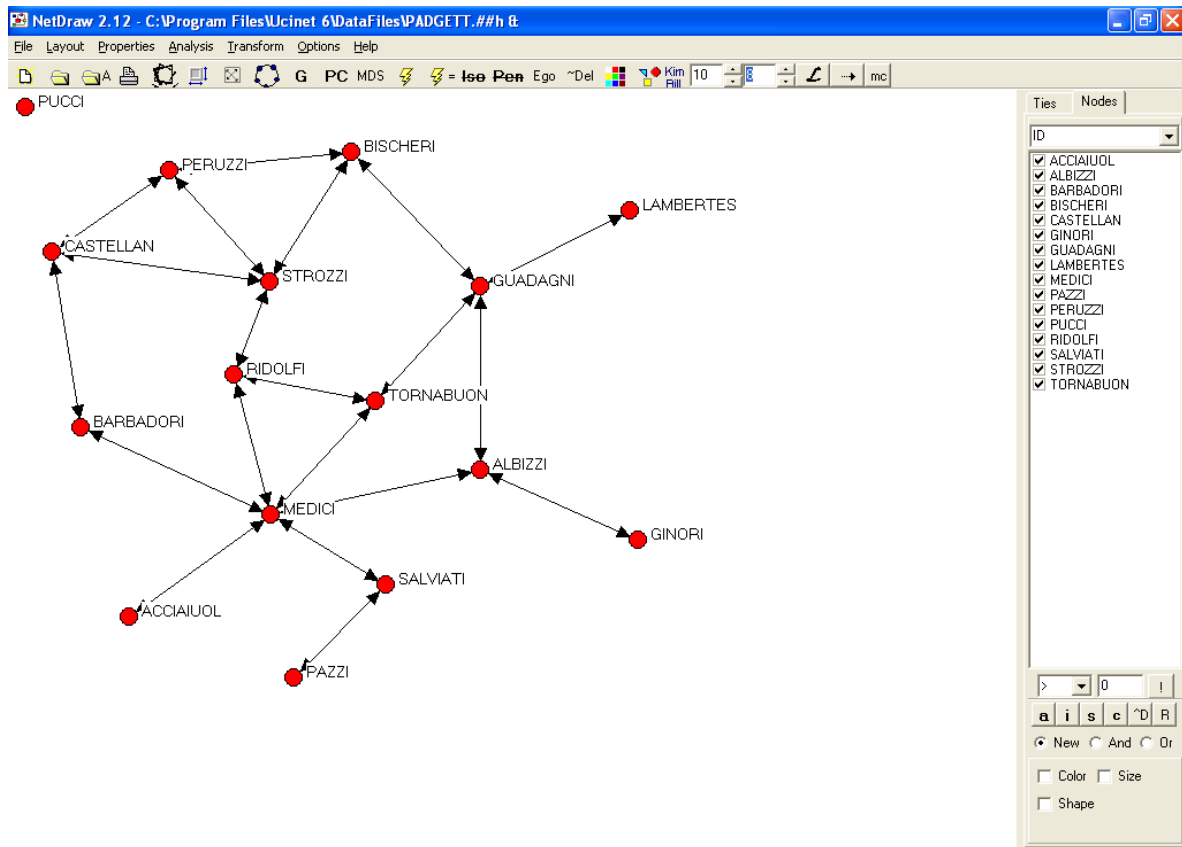 NetDraw 2.12 - C:\Program Files\Ucinet 6\DataFiles\PADGETT.##h &
File Layout Properties Analysis Transform Options Help
A G PC MDS = Iso Pen Ego ~Del Kim Rill 10 8 L mc
PUCCI
BISCHERI
PERUZZI
LAMBERTES
CASTELLAN
STROZZI
GUADAGNI
RIDOLFI
TORNABUON
BARBADORI
ALBIZZI
MEDICI
GINORI
SALVIATI
ACCIAIUOL
PAZZI
Ties Nodes
ID
ACCIAIUOL
ALBIZZI
BARBADORI
BISCHERI
CASTELLAN
GINORI
GUADAGNI
LAMBERTES
MEDICI
PAZZI
PERUZZI
PUCCI
RIDOLFI
SALVIATI
STROZZI
TORNABUON
> 0 !
a i s c ^D R
New And Or
Color Size
Shape